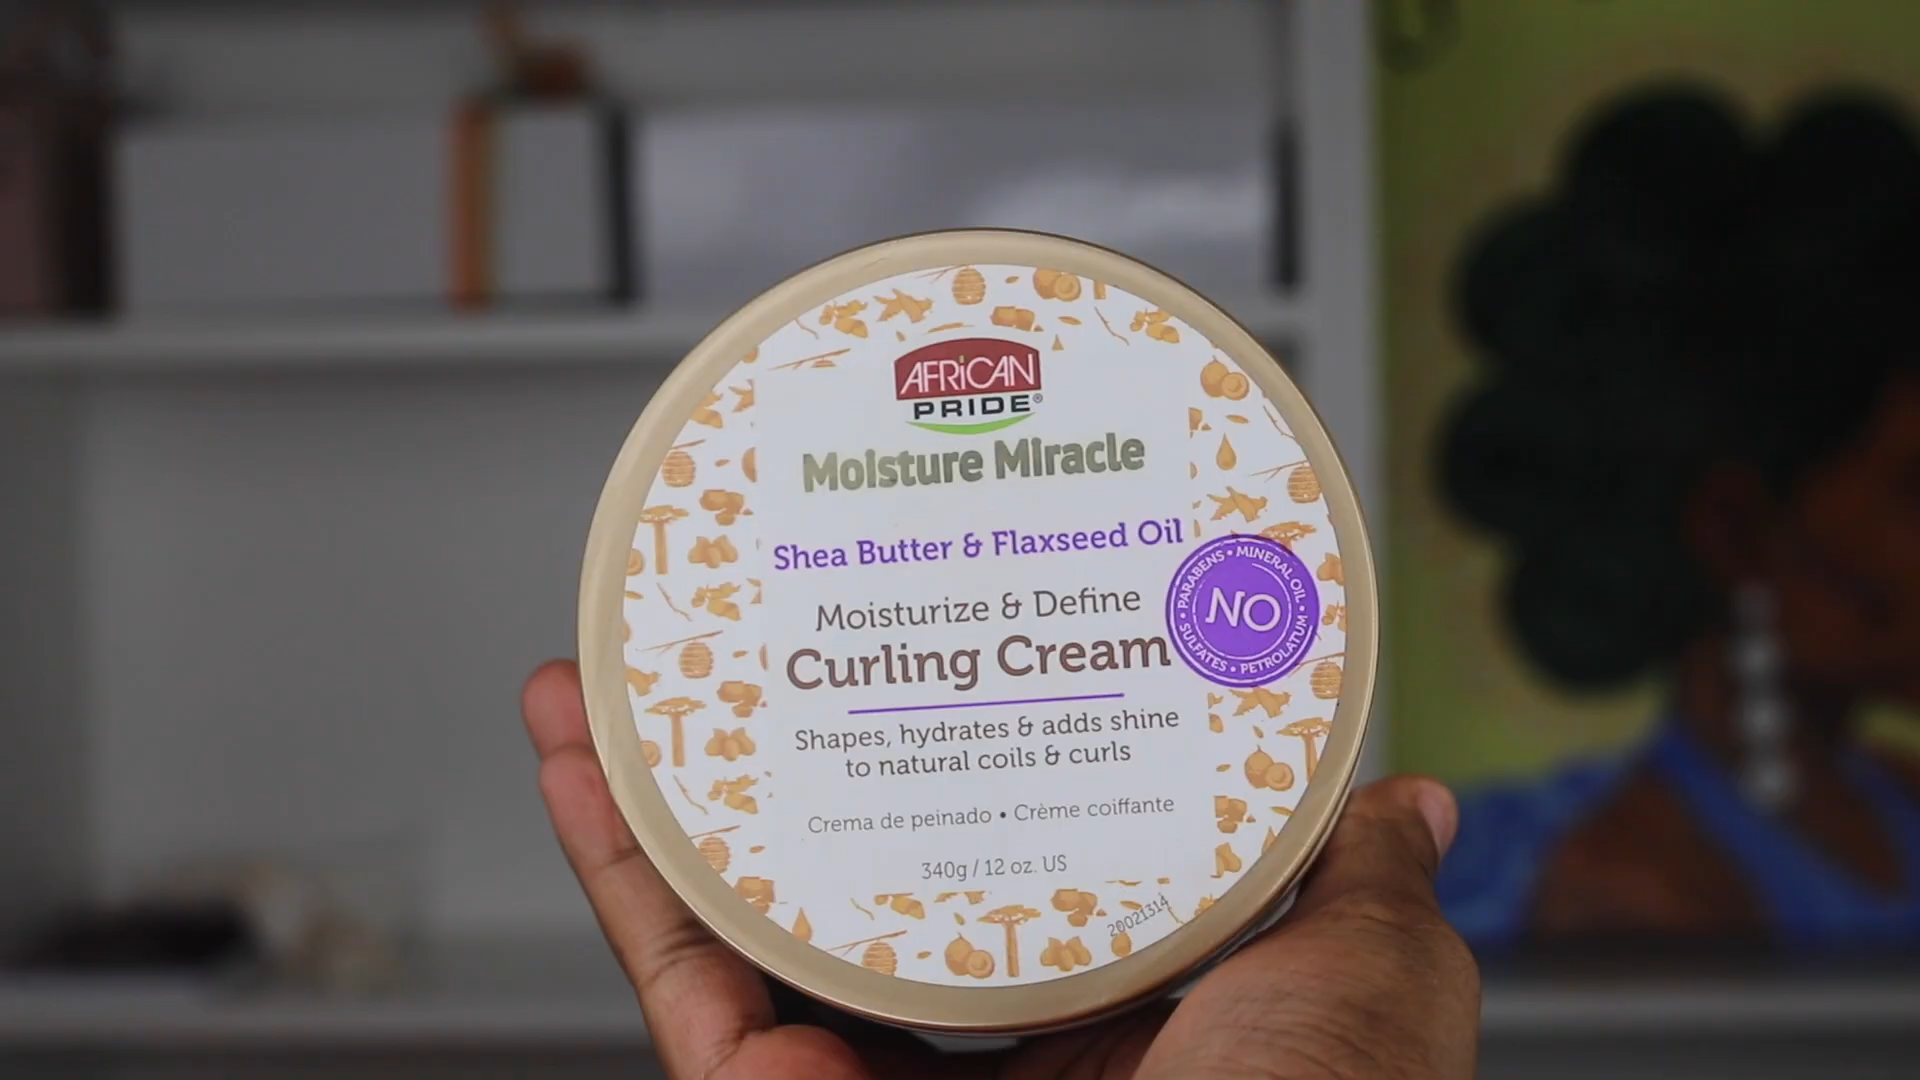 AFRiCAN
PRIDE®
Moisture Miracle
Shea Butter & Flaxseed Oil
Moisturize & Define
Curling Cream
PARABENS • MINERAL OIL • PETROLATUM • SULFATES •
NO
Shapes, hydrates & adds shine
to natural coils & curls
Crema de peinado • Crème coiffante
340g / 12 oz. US
20021314